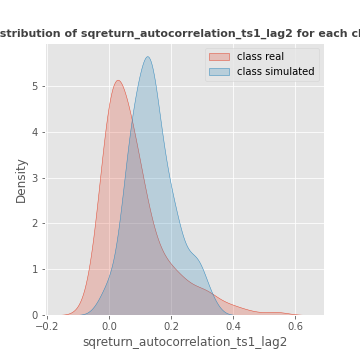 stribution of sqreturn_autocorrelation_ts1_lag2 for each cl
class real
class simulated
5
4
3
2
1
0
Density
−0.2 0.0 0.2 0.4 0.6
sqreturn_autocorrelation_ts1_lag2